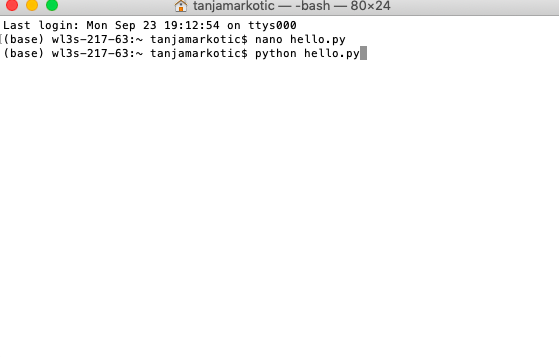 tanjamarkotic — -bash — 80×24
Last login: Mon Sep 23 19:12:54 on ttys000
[(base) wl3s-217-63:~ tanjamarkotic$ nano hello.py
(base) wl3s-217-63:~ tanjamarkotic$ python hello.py